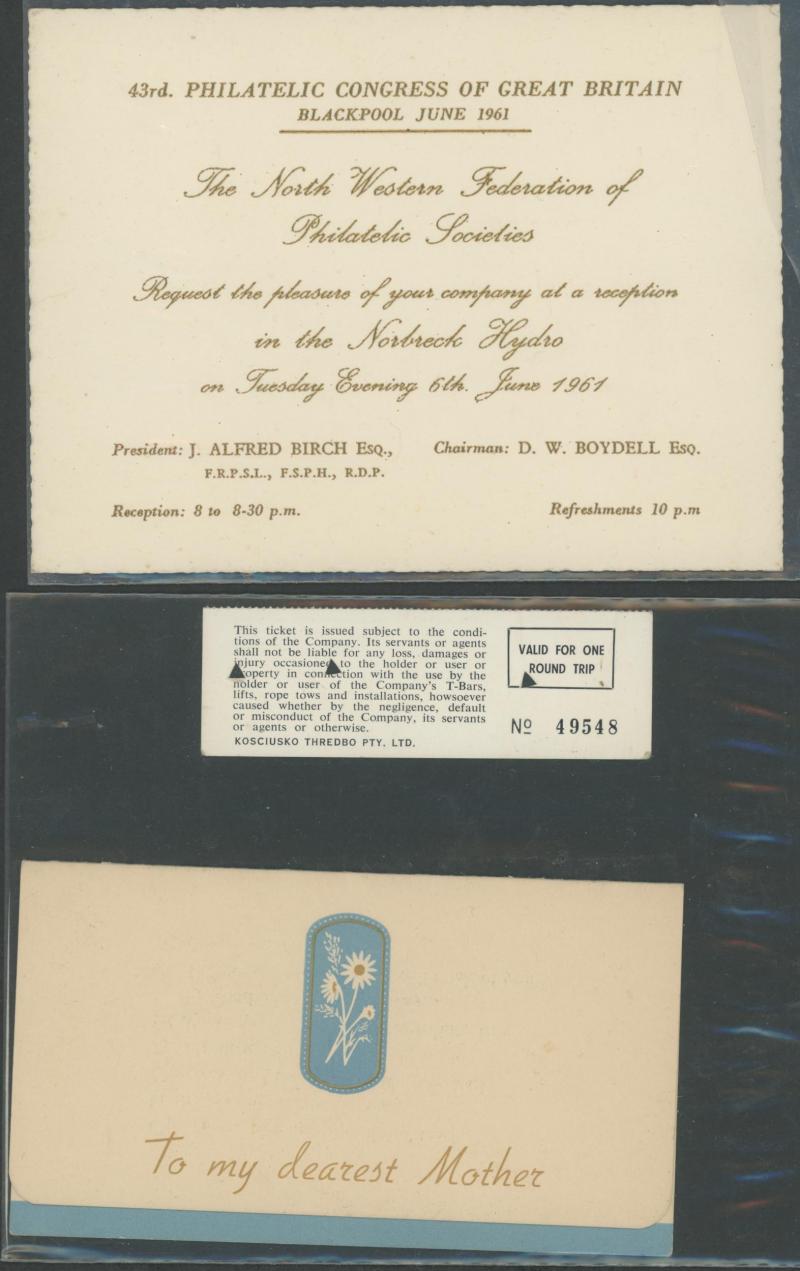 43rd. PHILATELIC CONGRESS OF GREAT BRITAIN
BLACKPOOL JUNE 1961
The North Western Federation of
Philatelic Societies
Request the pleasure of your company at a reception
in the Norbreck Hydro
on Tuesday Evening 6th. June 1961
President: J. ALFRED BIRCH ESQ.,
F.R.P.S.L., F.S.P.H., R.D.P.
Chairman: D. W. BOYDELL ESQ.
Reception: 8 to 8-30 p.m.
Refreshments 10 p.m
This ticket is issued subject to the condi-
tions of the Company. Its servants or agents
shall not be liable for any loss, damages or
injury occasioned to the holder or user or
property in connection with the use by the
holder or user of the Company's T-Bars,
lifts, rope tows and installations, howsoever
caused whether by the negligence, default
or misconduct of the Company, its servants
or agents or otherwise.
KOSCIUSKO THREDBO PTY. LTD.
VALID FOR ONE
ROUND TRIP
Nº 49548
To my dearest Mother